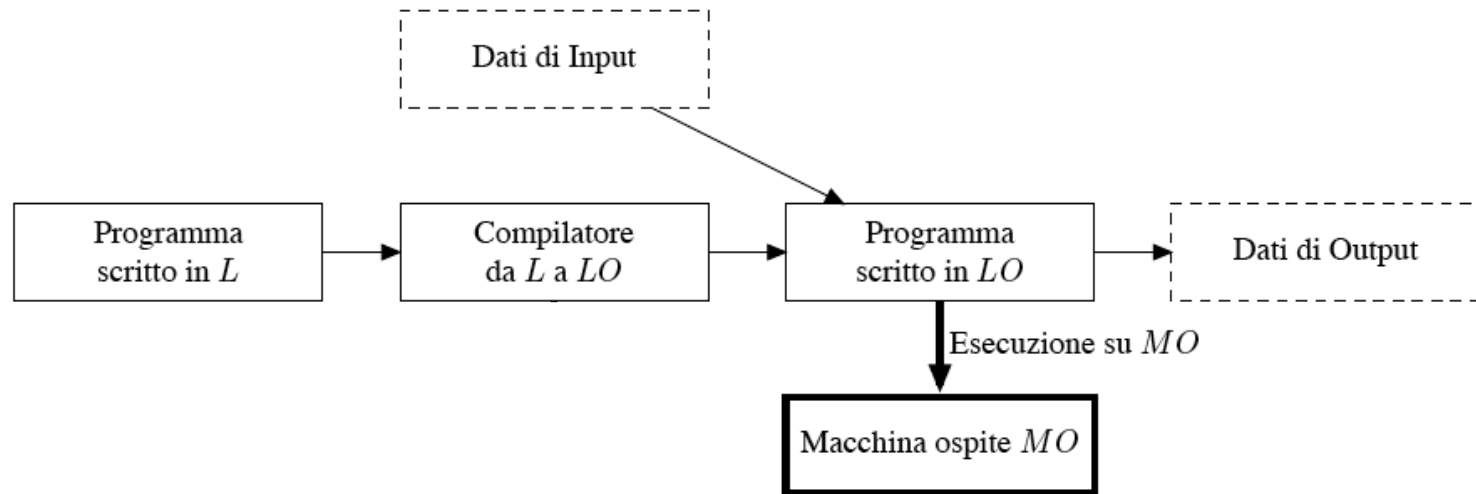 Dati di Input
Programma
scritto in L
Compilatore
da L a LO
Programma
scritto in LO
Dati di Output
Esecuzione su MO
Macchina ospite MO